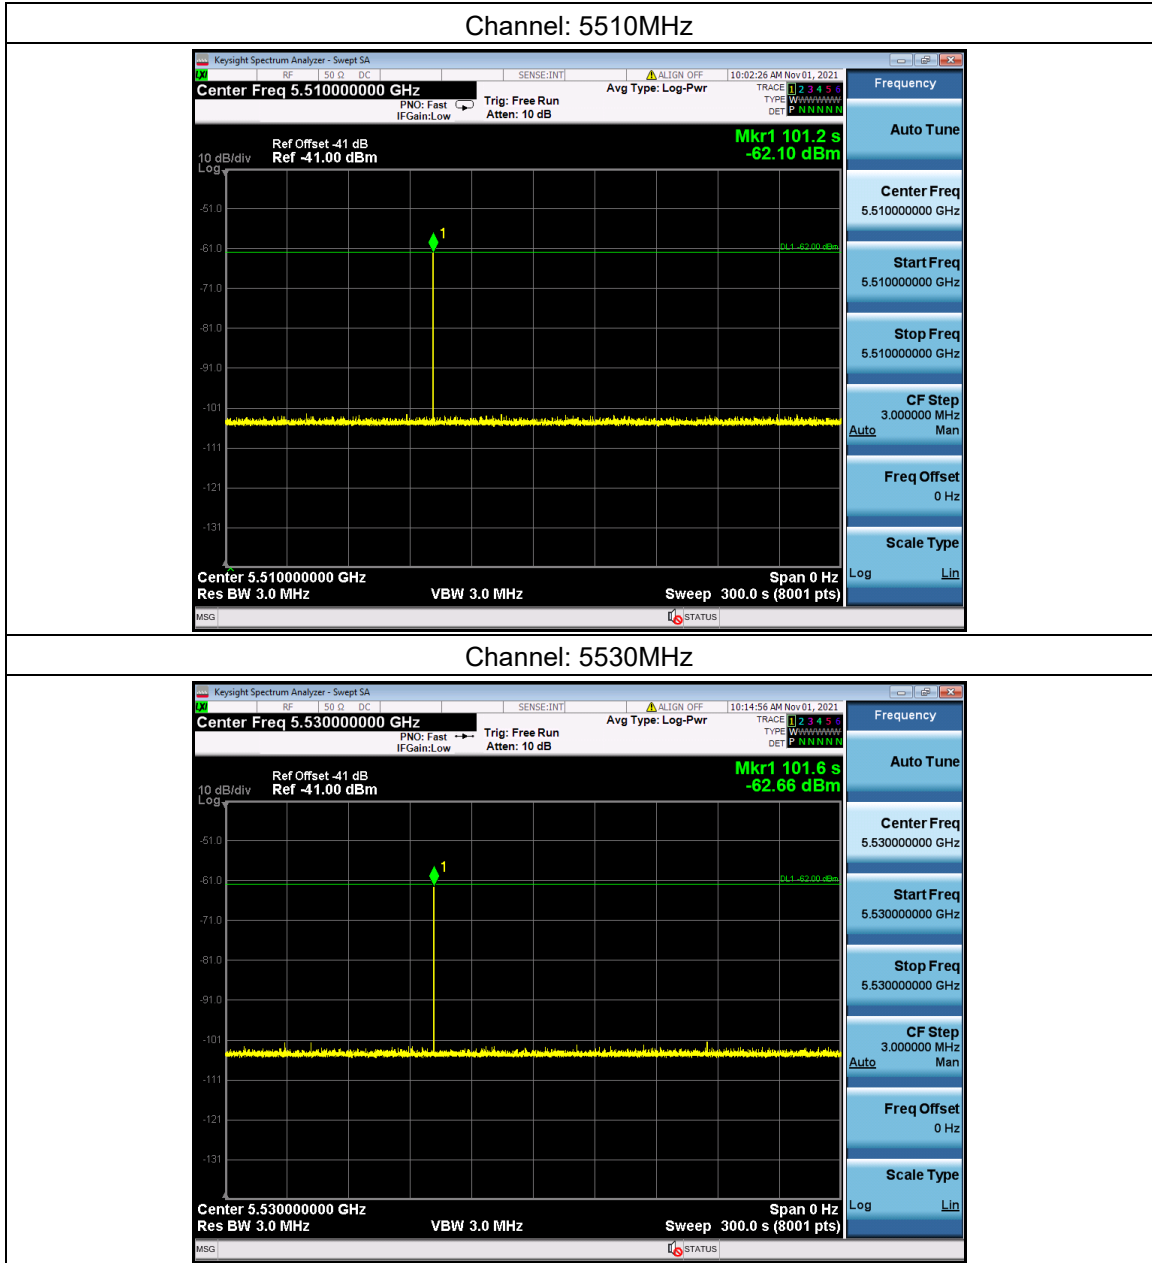 Channel: 5510MHz
Keysight Spectrum Analyzer - Swept SA
LXI RF 50 Ω DC SENSE:INT ALIGN OFF 10:02:26 AM Nov 01, 2021
Center Freq 5.510000000 GHz
PNO: Fast
IFGain:Low
Trig: Free Run
Atten: 10 dB
Avg Type: Log-Pwr
TRACE 1 2 3 4 5 6
TYPE WWWWWW
DET P N N N N N
Ref Offset -41 dB
10 dB/div Ref -41.00 dBm
Log
Mkr1 101.2 s
-62.10 dBm
-51.0
1
-61.0
DL1 -62.00 dBm
-71.0
-81.0
-91.0
-101
-111
-121
-131
Center 5.510000000 GHz Span 0 Hz
Res BW 3.0 MHz VBW 3.0 MHz Sweep 300.0 s (8001 pts)
MSG STATUS
Frequency
Auto Tune
Center Freq
5.510000000 GHz
Start Freq
5.510000000 GHz
Stop Freq
5.510000000 GHz
CF Step
3.000000 MHz
Auto Man
Freq Offset
0 Hz
Scale Type
Log Lin
Channel: 5530MHz
Keysight Spectrum Analyzer - Swept SA
LXI RF 50 Ω DC SENSE:INT ALIGN OFF 10:14:56 AM Nov 01, 2021
Center Freq 5.530000000 GHz
PNO: Fast
IFGain:Low
Trig: Free Run
Atten: 10 dB
Avg Type: Log-Pwr
TRACE 1 2 3 4 5 6
TYPE WWWWWW
DET P N N N N N
Ref Offset -41 dB
10 dB/div Ref -41.00 dBm
Log
Mkr1 101.6 s
-62.66 dBm
-51.0
1
-61.0
DL1 -62.00 dBm
-71.0
-81.0
-91.0
-101
-111
-121
-131
Center 5.530000000 GHz Span 0 Hz
Res BW 3.0 MHz VBW 3.0 MHz Sweep 300.0 s (8001 pts)
MSG STATUS
Frequency
Auto Tune
Center Freq
5.530000000 GHz
Start Freq
5.530000000 GHz
Stop Freq
5.530000000 GHz
CF Step
3.000000 MHz
Auto Man
Freq Offset
0 Hz
Scale Type
Log Lin